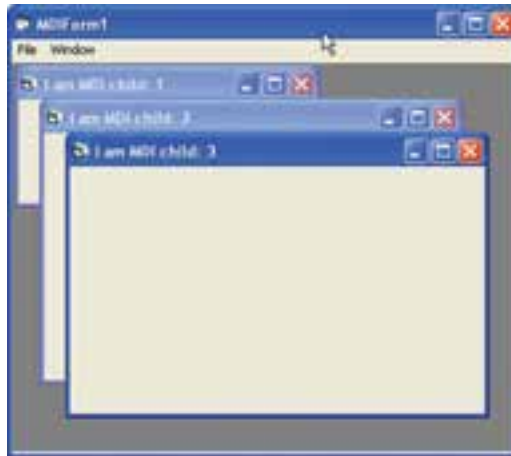 MDIForm1
File Window
I am MDI child: 1
I am MDI child: 2
I am MDI child: 3